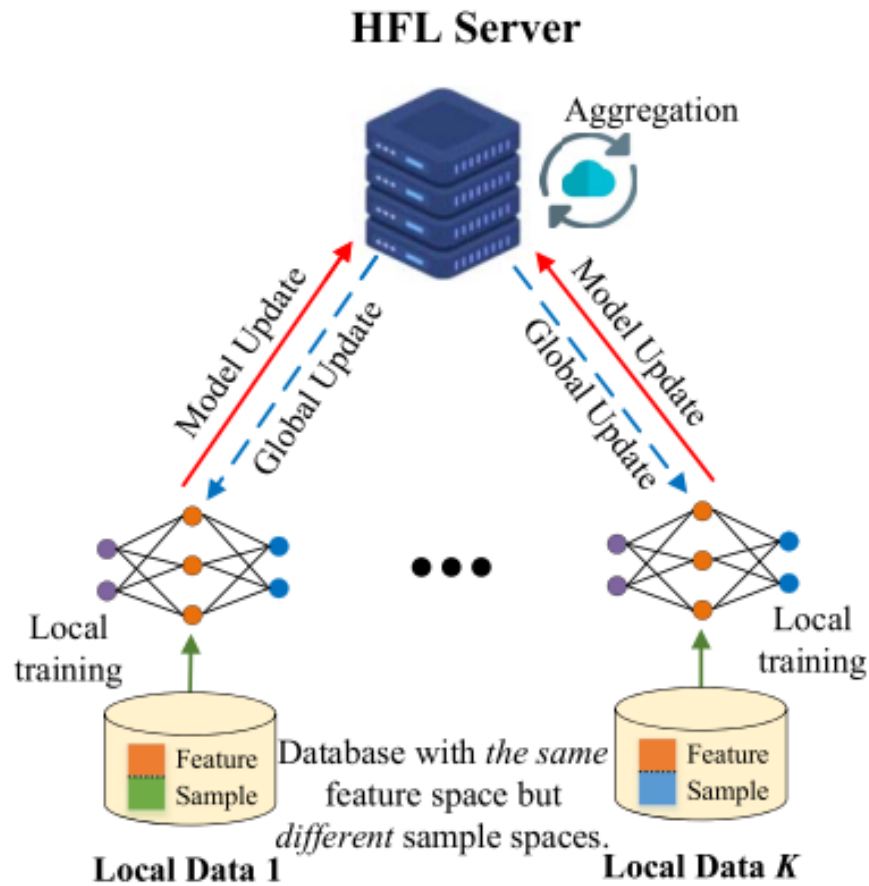 HFL Server
Aggregation
Model Update
Global Update
Model Update
Global Update
Local
training
Local
training
Feature
Sample
Database with the same
feature space but
different sample spaces.
Feature
Sample
Local Data 1
Local Data K